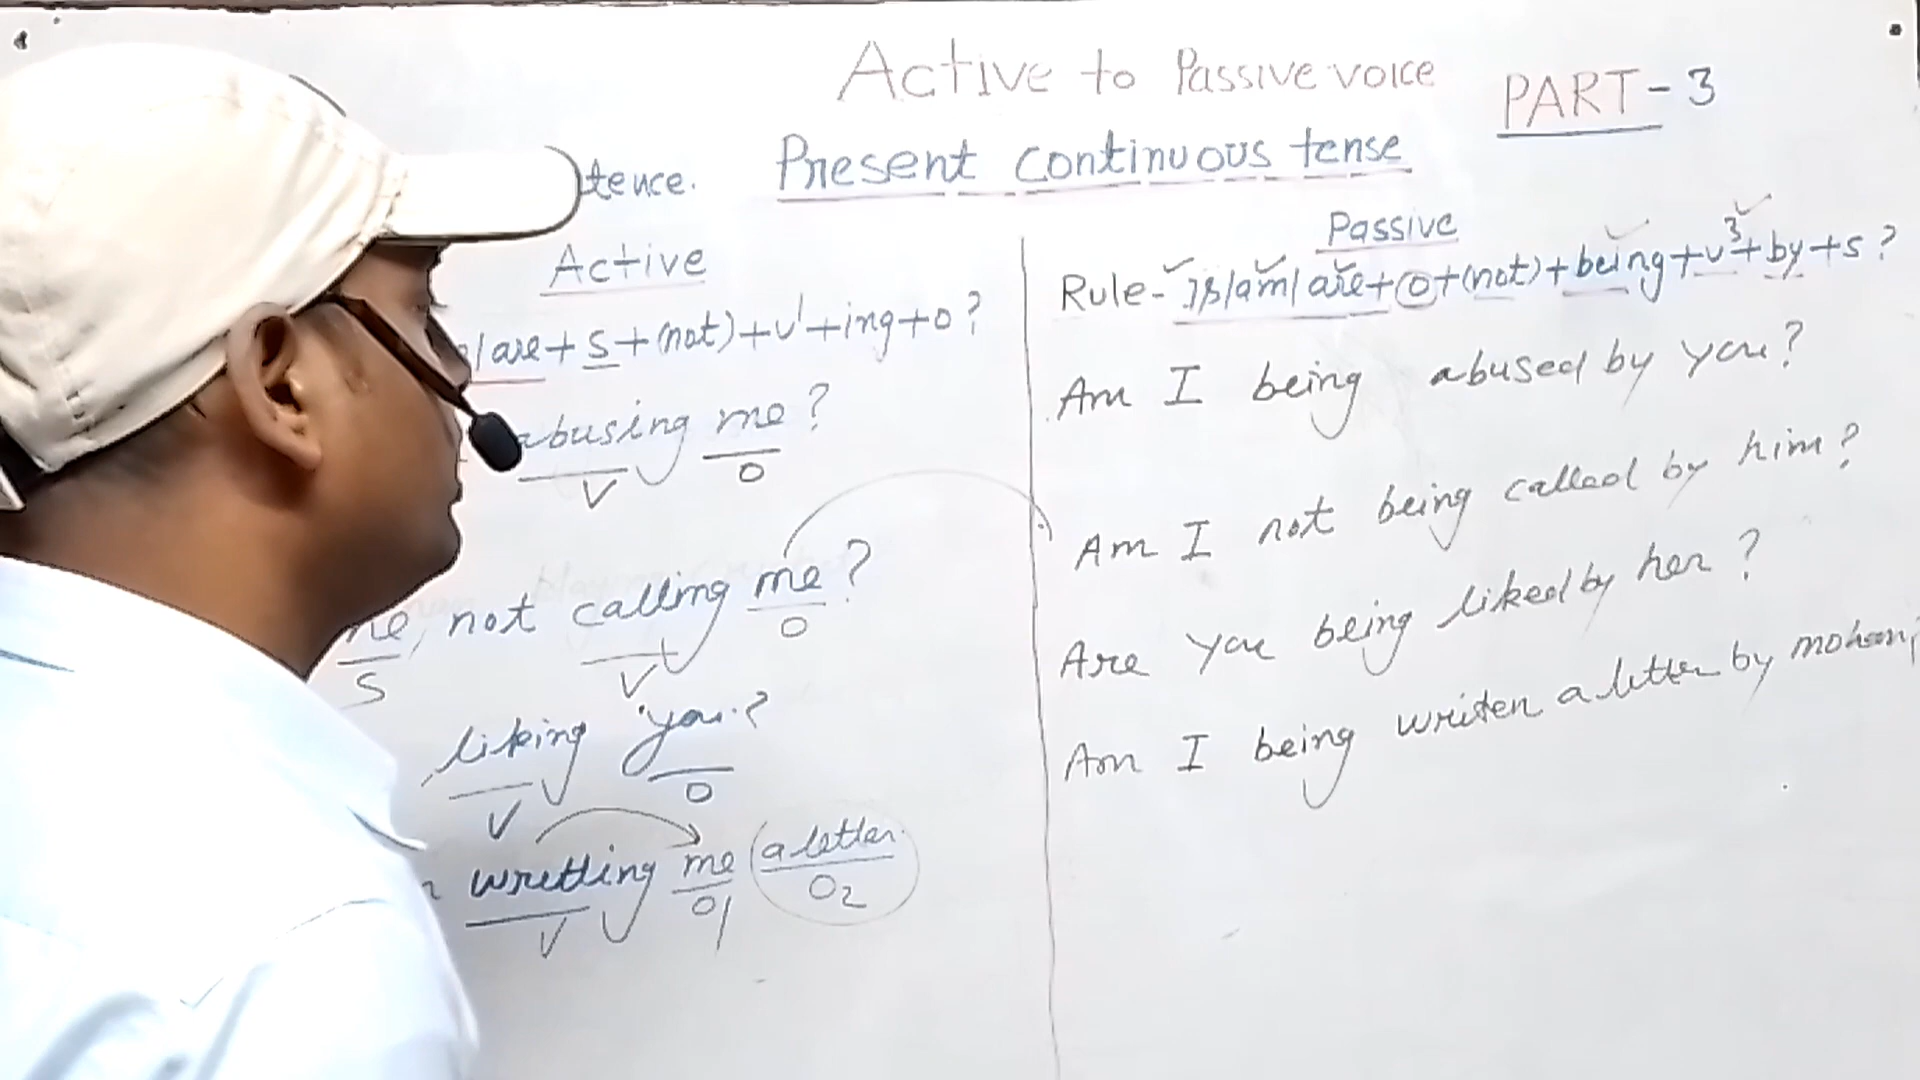 Active to Passive voice PART-3
tence. Present continuous tense
Active
/are+S+(not)+v¹+ing+o?
abusing me?
V O
me?
not calling
S V O
liking you?
V O
wretting me a letter
V O1 O2
Passive
Rule- is/am/are+O+(not)+being+v³+by+s?
Am I being abused by you?
Am I not being called by him?
Are you being liked by her?
Am I being writen a letter by mohan